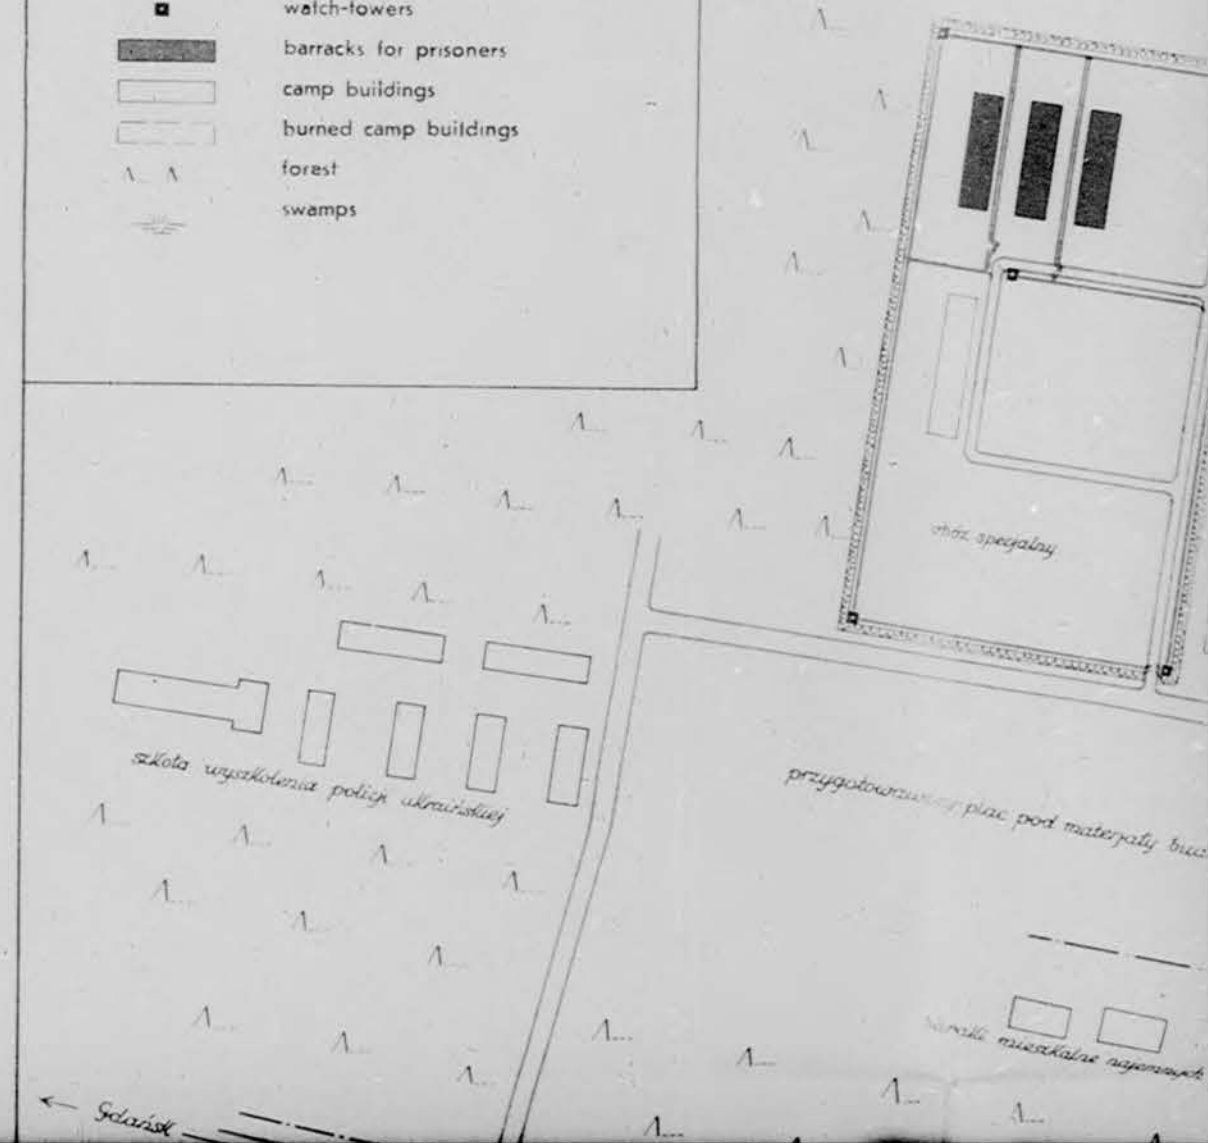 watch-towers
barracks for prisoners
camp buildings
burned camp buildings
forest
swamps
obóz specjalny
szkoła wyszkolenia policji ukraińskiej
plac pod materjały
baraki mieszkalne najemnych
← Gdańsk